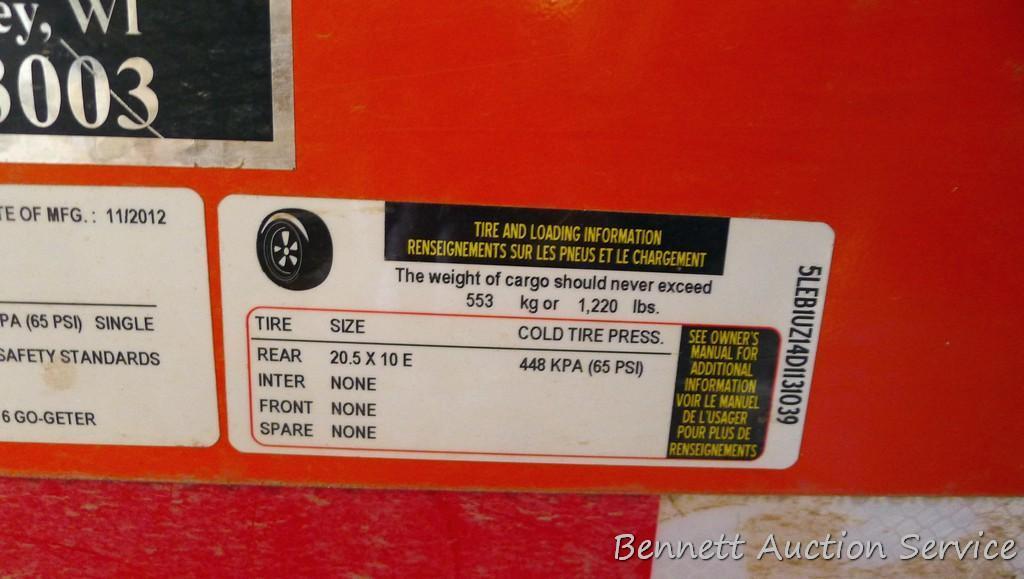 ey, WI
3003
TE OF MFG.: 11/2012
PA (65 PSI) SINGLE
SAFETY STANDARDS
6 GO-GETER
TIRE AND LOADING INFORMATION
RENSEIGNEMENTS SUR LES PNEUS ET LE CHARGEMENT
The weight of cargo should never exceed
553 kg or 1,220 lbs.
TIRE SIZE COLD TIRE PRESS.
REAR 20.5 X 10 E 448 KPA (65 PSI)
INTER NONE
FRONT NONE
SPARE NONE
SEE OWNER'S
MANUAL FOR
ADDITIONAL
INFORMATION
VOIR LE MANUEL
DE L'USAGER
POUR PLUS DE
RENSEIGNEMENTS
5LEB1UZ14D1131039
Bennett Auction Service